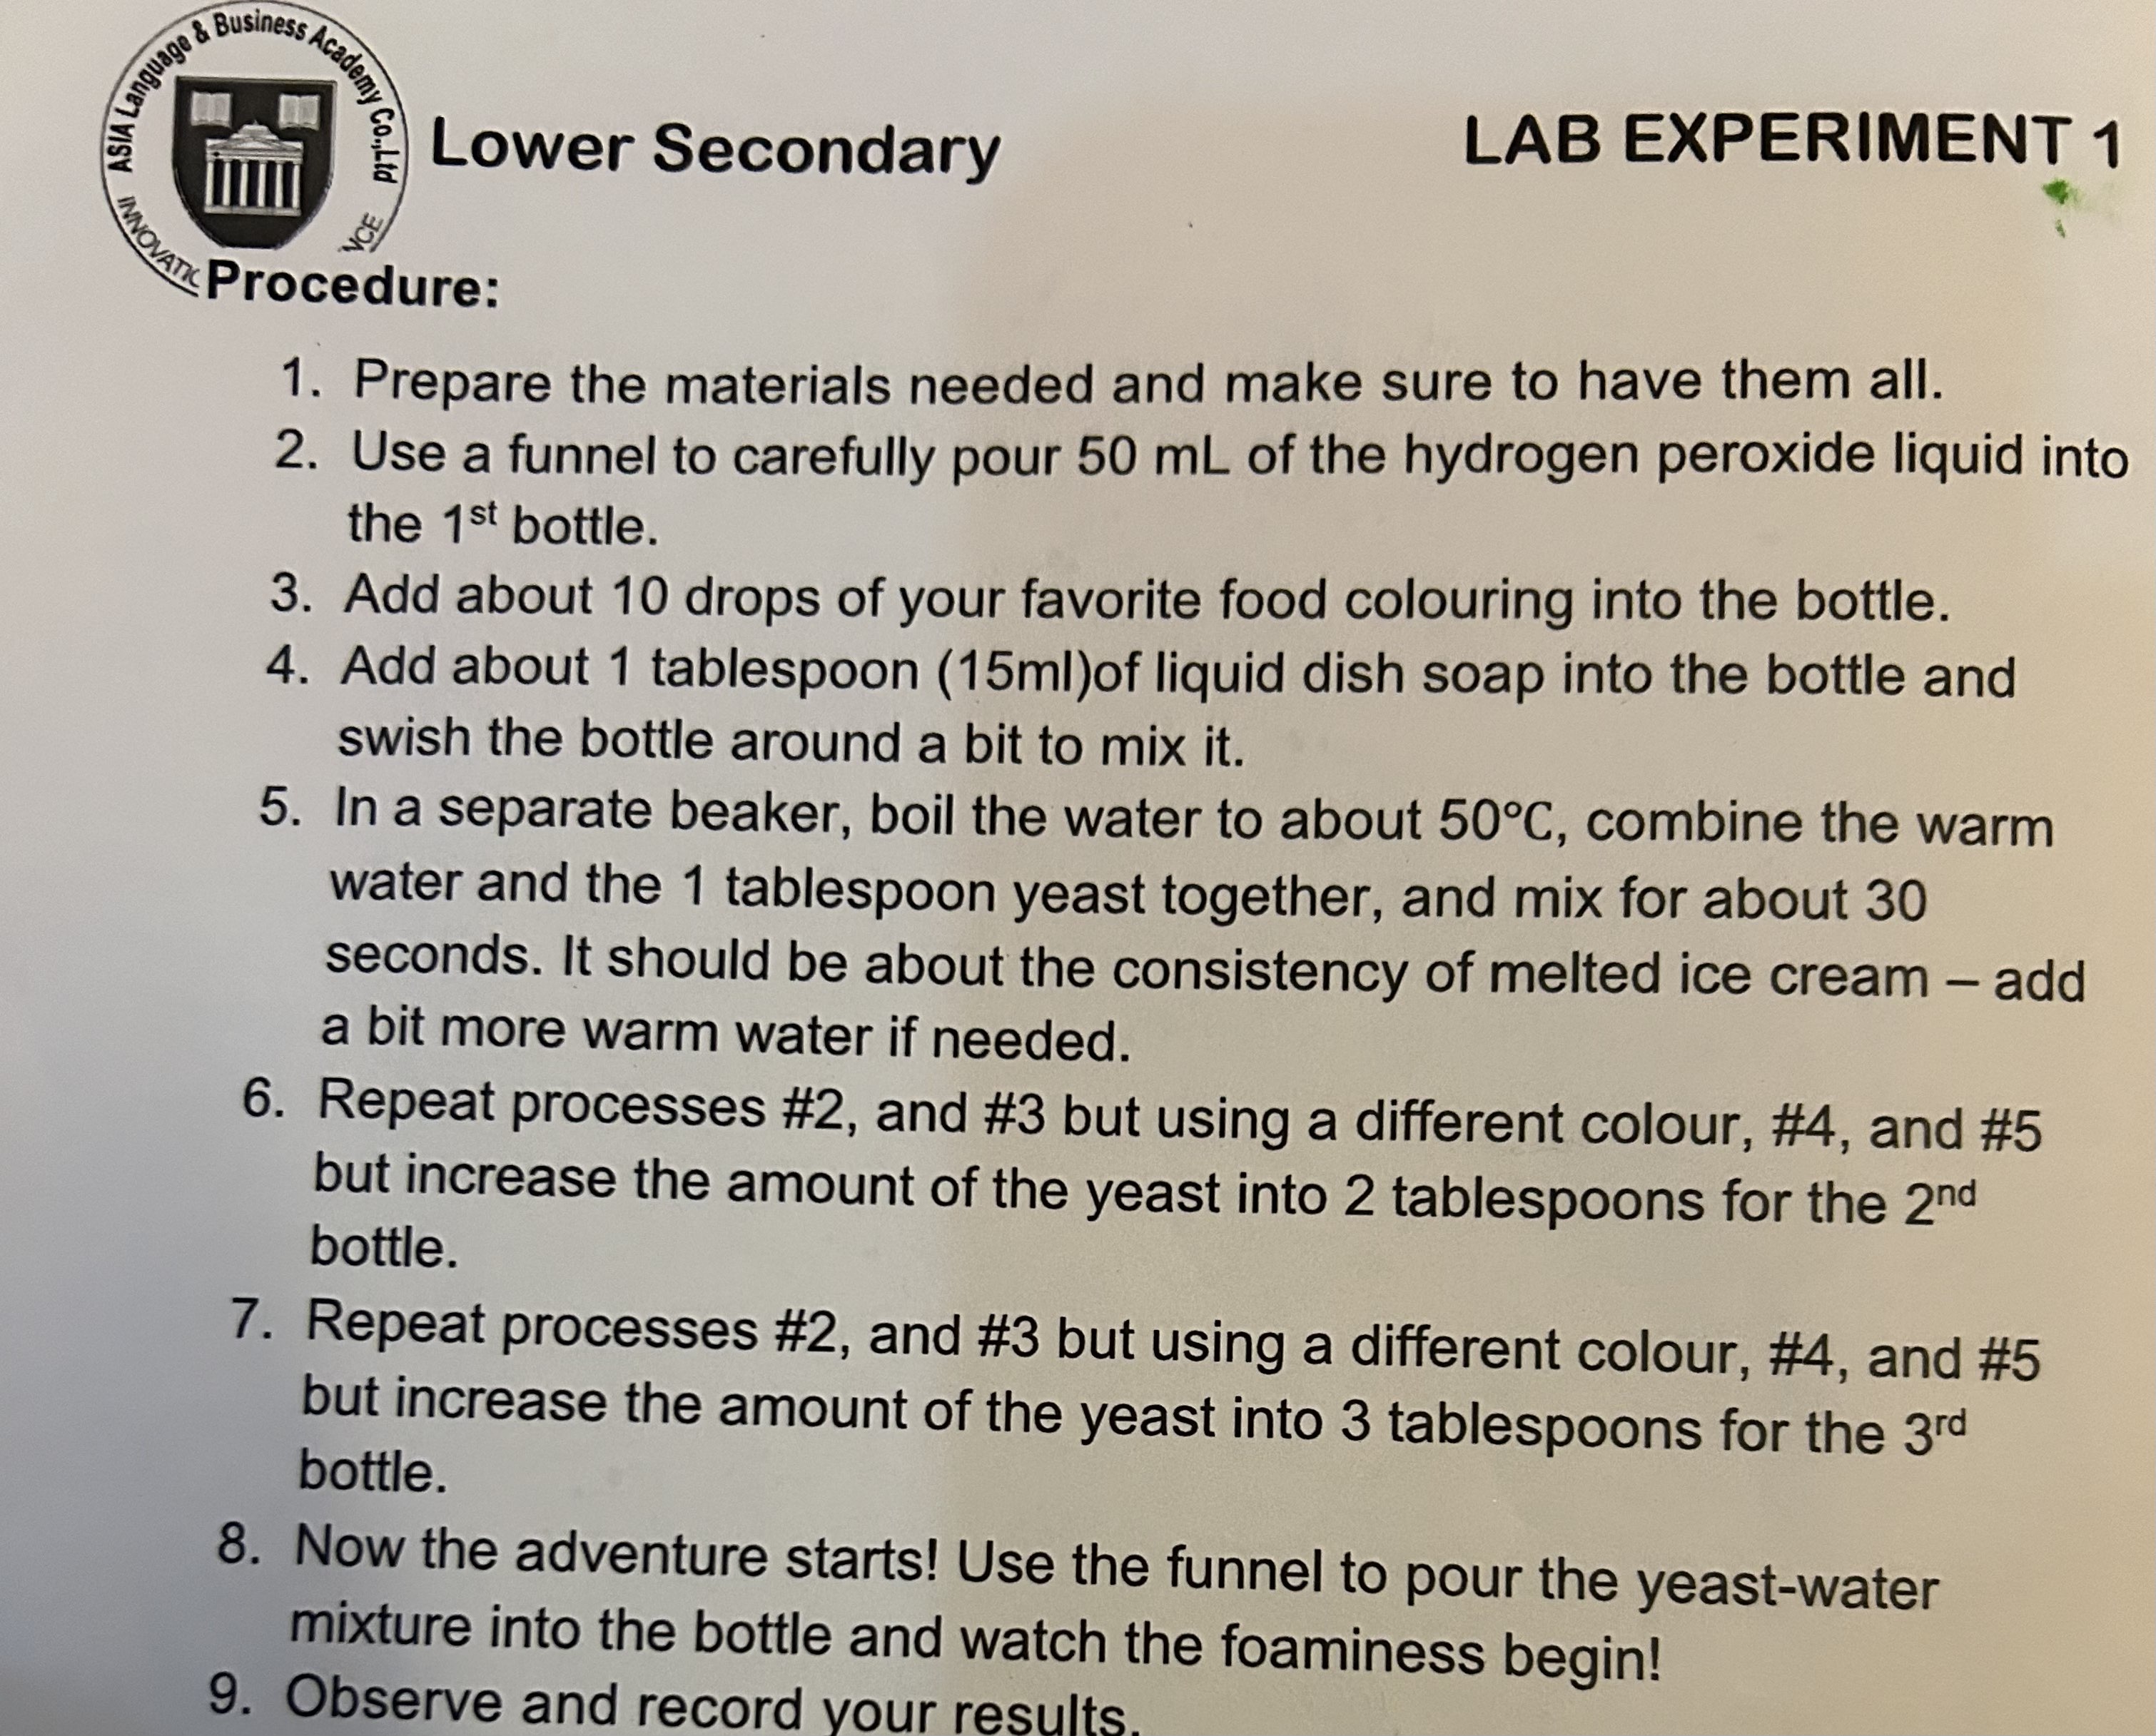 ASIA Language & Business Academy Co.,Ltd
INNOVATIC
NCE
Lower Secondary
LAB EXPERIMENT 1
Procedure:
1. Prepare the materials needed and make sure to have them all.
2. Use a funnel to carefully pour 50 mL of the hydrogen peroxide liquid into
the 1st bottle.
3. Add about 10 drops of your favorite food colouring into the bottle.
4. Add about 1 tablespoon (15ml)of liquid dish soap into the bottle and
swish the bottle around a bit to mix it.
5. In a separate beaker, boil the water to about 50°C, combine the warm
water and the 1 tablespoon yeast together, and mix for about 30
seconds. It should be about the consistency of melted ice cream – add
a bit more warm water if needed.
6. Repeat processes #2, and #3 but using a different colour, #4, and #5
but increase the amount of the yeast into 2 tablespoons for the 2nd
bottle.
7. Repeat processes #2, and #3 but using a different colour, #4, and #5
but increase the amount of the yeast into 3 tablespoons for the 3rd
bottle.
8. Now the adventure starts! Use the funnel to pour the yeast-water
mixture into the bottle and watch the foaminess begin!
9. Observe and record your results.